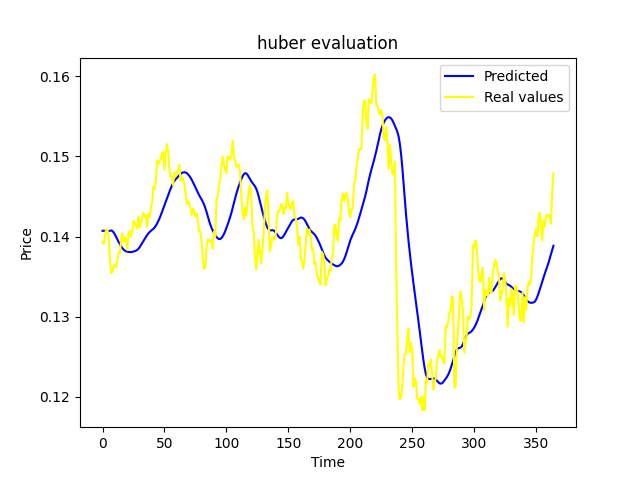 huber evaluation
Predicted
Real values
Price
0.16
0.15
0.14
0.13
0.12
0 50 100 150 200 250 300 350
Time